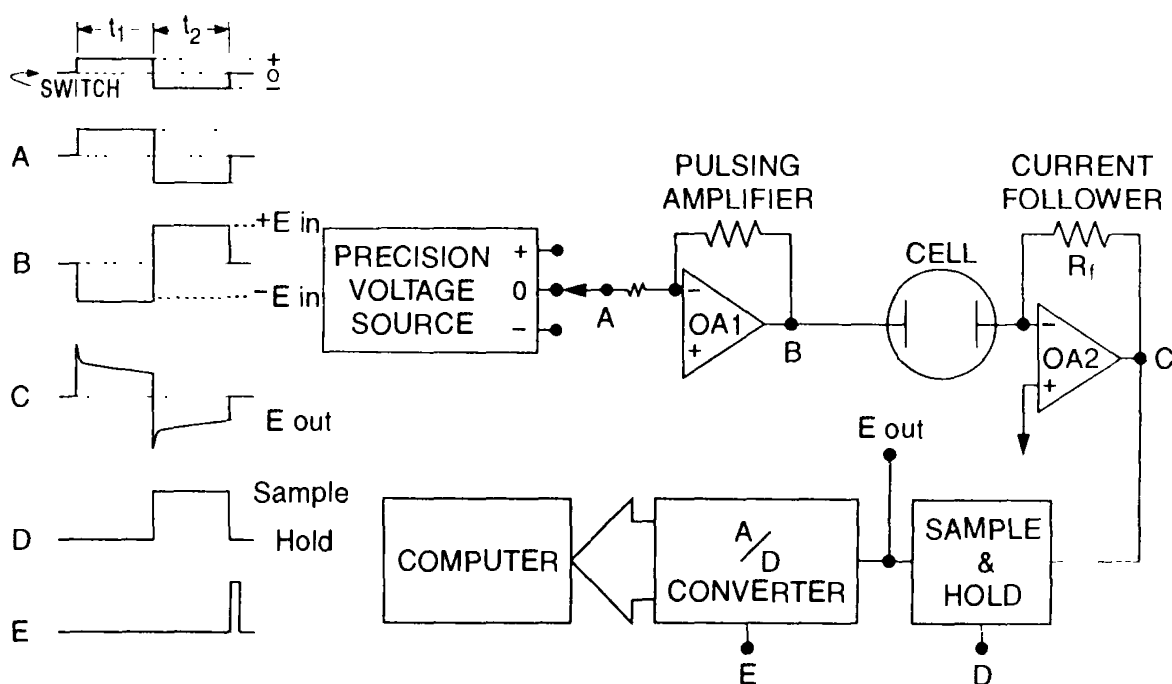 t1
t2
+
0
−
SWITCH
A
B
+E in
−E in
C
E out
D
Sample
Hold
E
PRECISION
VOLTAGE
SOURCE
+
0
−
A
PULSING
AMPLIFIER
−
OA1
+
B
CELL
CURRENT
FOLLOWER
Rf
−
OA2
+
C
E out
COMPUTER
A/D
CONVERTER
E
SAMPLE
&
HOLD
D